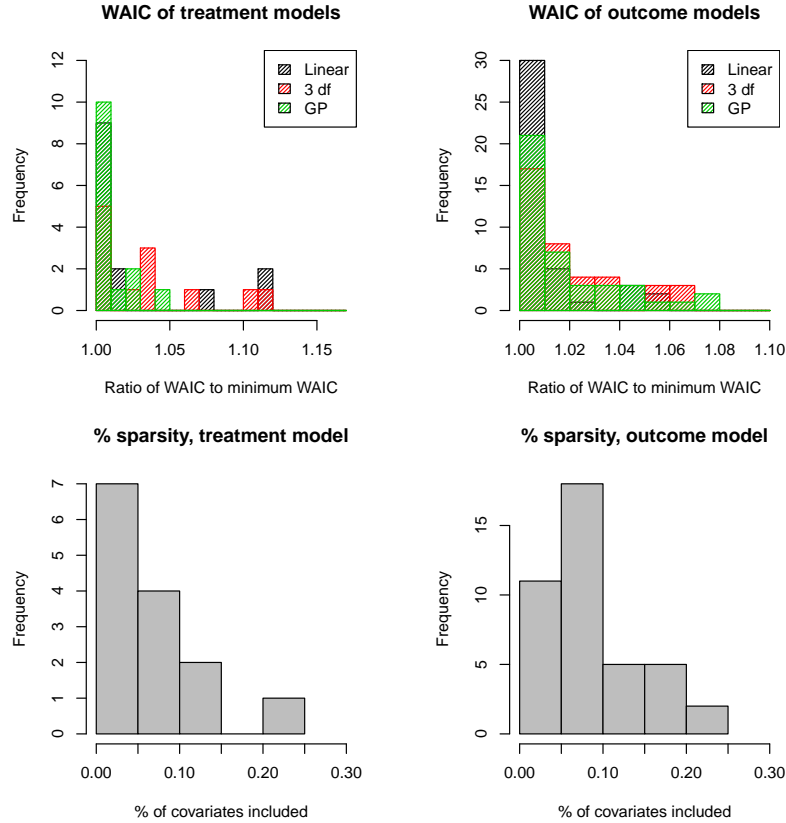 WAIC of treatment models
Frequency
12
10
8
6
4
2
0
Linear
3 df
GP
1.00 1.05 1.10 1.15
Ratio of WAIC to minimum WAIC
WAIC of outcome models
Frequency
30
25
20
15
10
5
0
Linear
3 df
GP
1.00 1.02 1.04 1.06 1.08 1.10
Ratio of WAIC to minimum WAIC
% sparsity, treatment model
Frequency
7
6
5
4
3
2
1
0
0.00 0.10 0.20 0.30
% of covariates included
% sparsity, outcome model
Frequency
15
10
5
0
0.00 0.10 0.20 0.30
% of covariates included